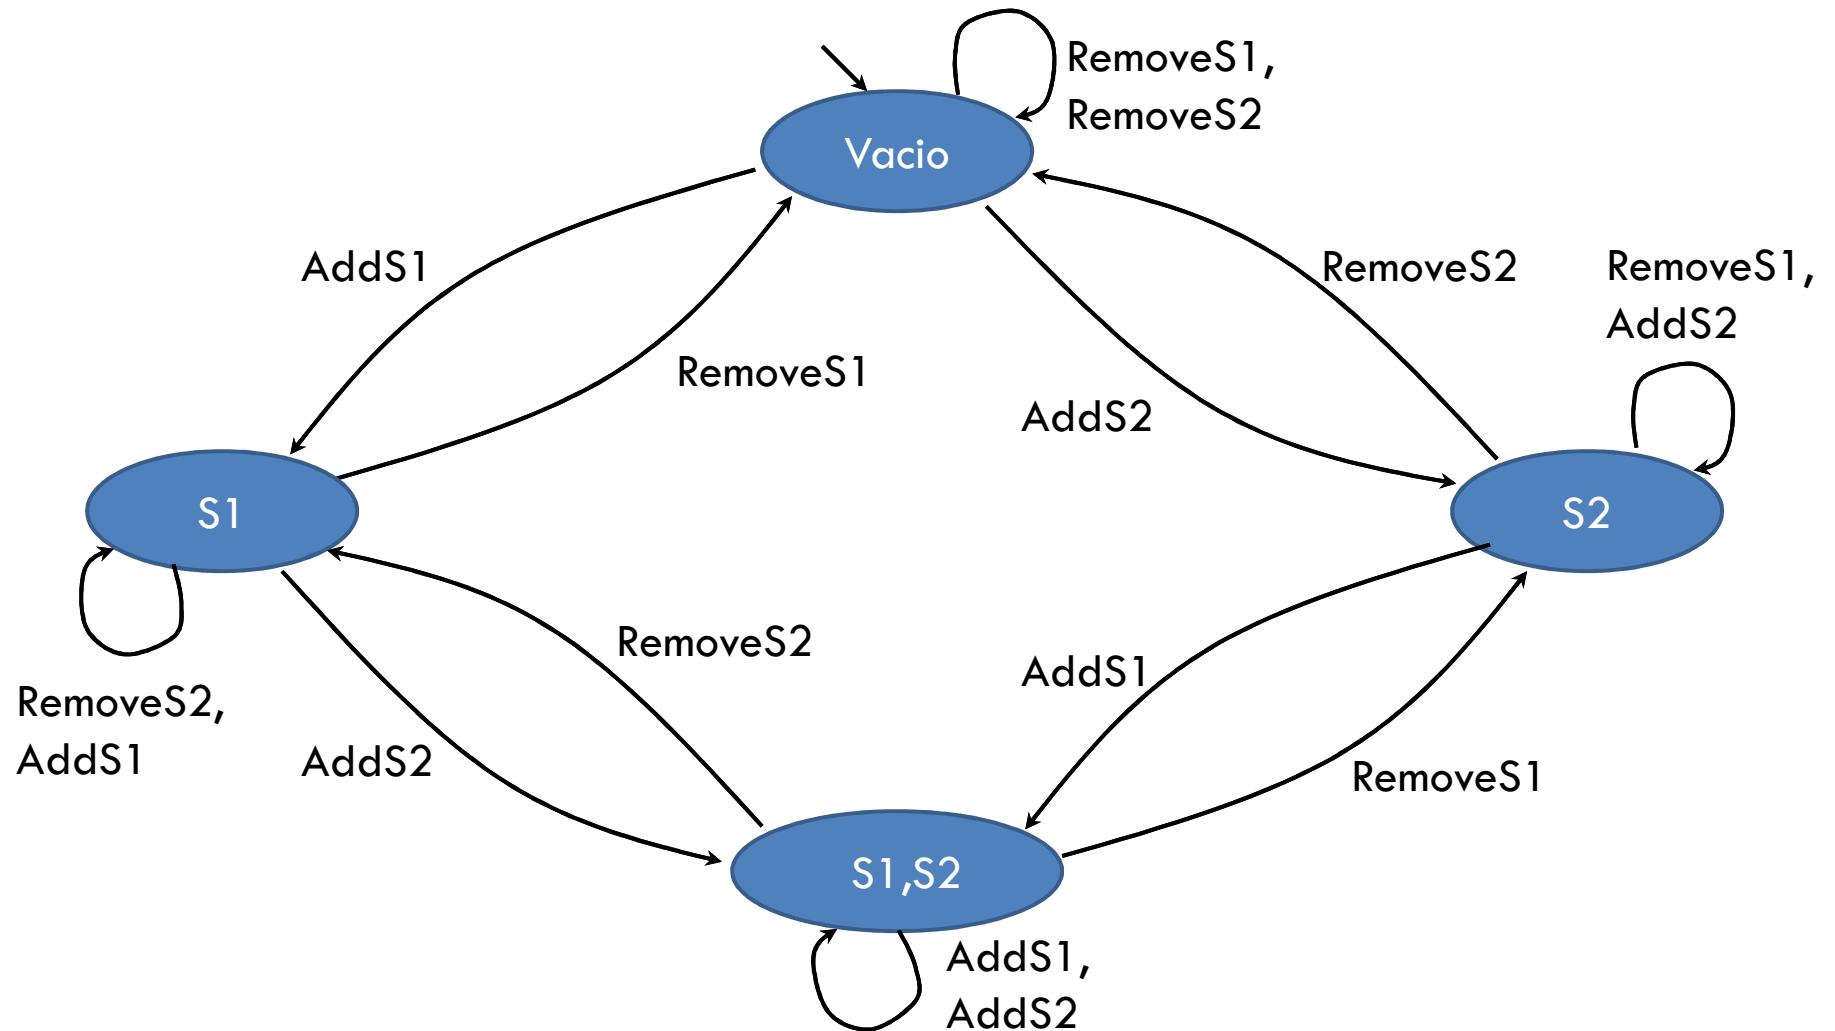 RemoveS1,
RemoveS2
Vacio
AddS1
RemoveS2
RemoveS1,
AddS2
RemoveS1
AddS2
S1
S2
RemoveS2
AddS1
RemoveS2,
AddS1
AddS2
RemoveS1
S1,S2
AddS1,
AddS2